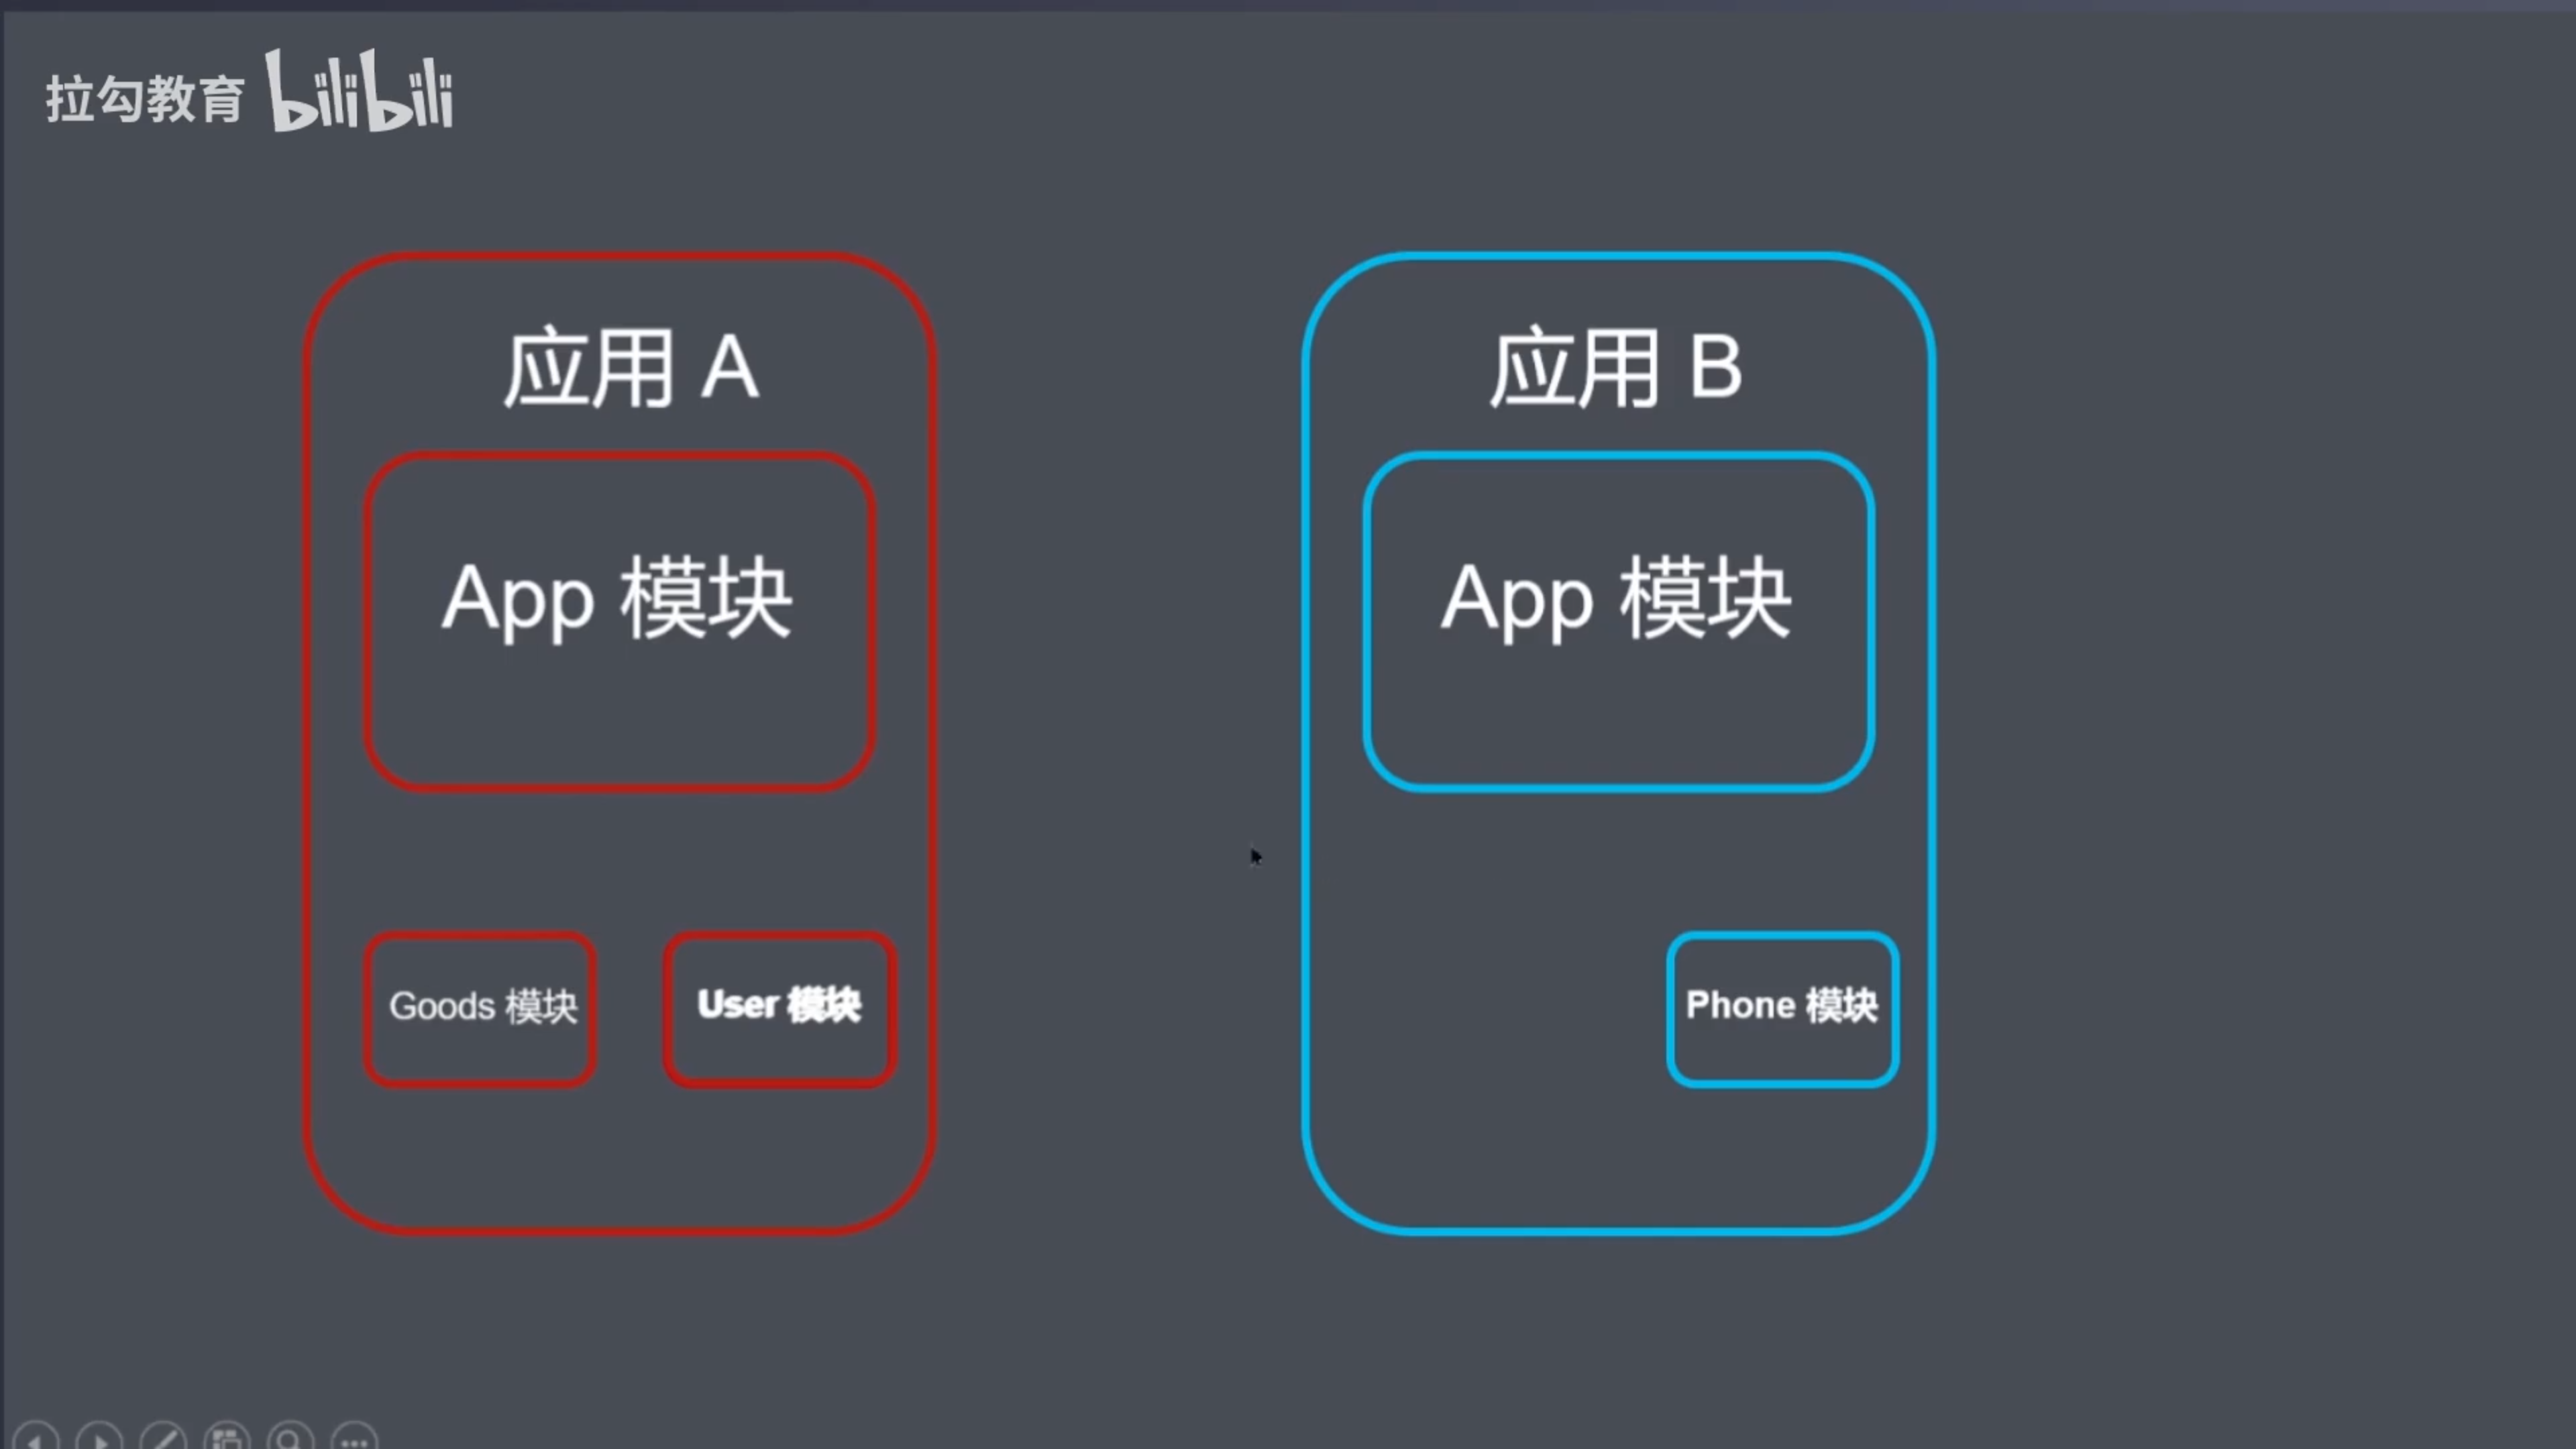 拉勾教育 bilibili
应用 A
应用 B
App 模块
App 模块
Goods 模块
User 模块
Phone 模块